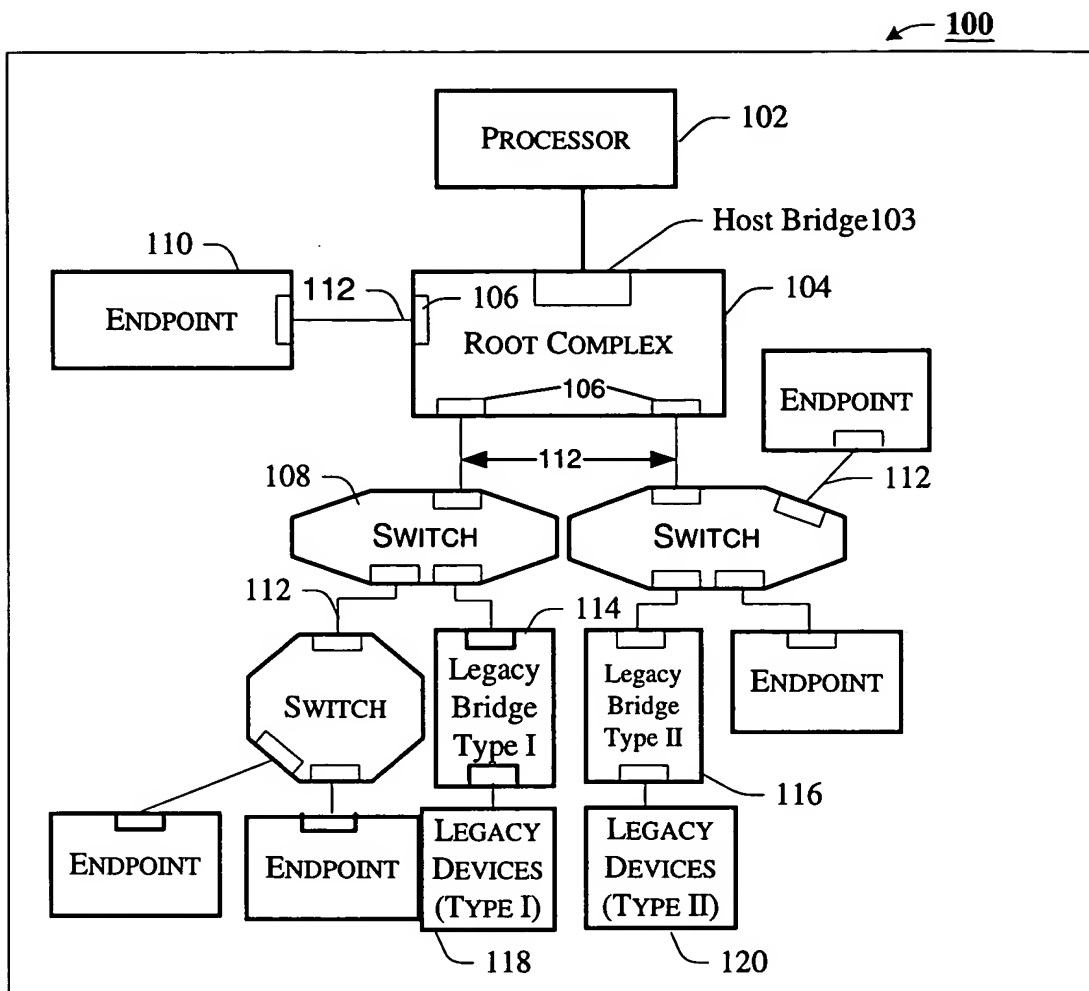 100
102
PROCESSOR
Host Bridge103
110
112
106
104
ENDPOINT
ROOT COMPLEX
106
ENDPOINT
112
108
112
SWITCH
SWITCH
112
114
Legacy
Bridge
Type I
Legacy
Bridge
Type II
ENDPOINT
SWITCH
116
ENDPOINT
ENDPOINT
LEGACY
DEVICES
(TYPE I)
LEGACY
DEVICES
(TYPE II)
118
120